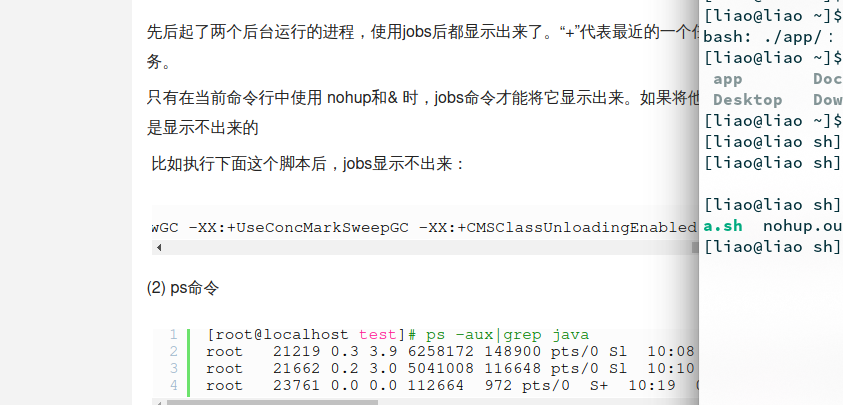 先后起了两个后台运行的进程，使用jobs后都显示出来了。“+”代表最近的一个
务。
只有在当前命令行中使用 nohup和& 时，jobs命令才能将它显示出来。如果将
是显示不出来的
比如执行下面这个脚本后，jobs显示不出来：
wGC -XX:+UseConcMarkSweepGC -XX:+CMSClassUnloadingEnabled
(2) ps命令
1 [root@localhost test]# ps -aux|grep java
2 root 21219 0.3 3.9 6258172 148900 pts/0 Sl 10:08
3 root 21662 0.2 3.0 5041008 116648 pts/0 Sl 10:10
4 root 23761 0.0 0.0 112664 972 pts/0 S+ 10:19
[liao@liao ~]$
bash: ./app/:
[liao@liao ~]$
app Doc
Desktop Dow
[liao@liao ~]$
[liao@liao sh]
[liao@liao sh]
[liao@liao sh]
a.sh nohup.ou
[liao@liao sh]